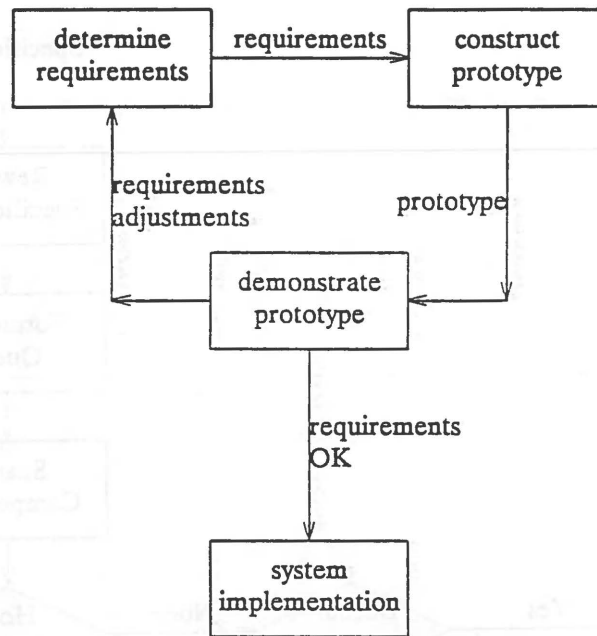 determine
requirements
requirements
construct
prototype
requirements
adjustments
prototype
demonstrate
prototype
requirements
OK
system
implementation